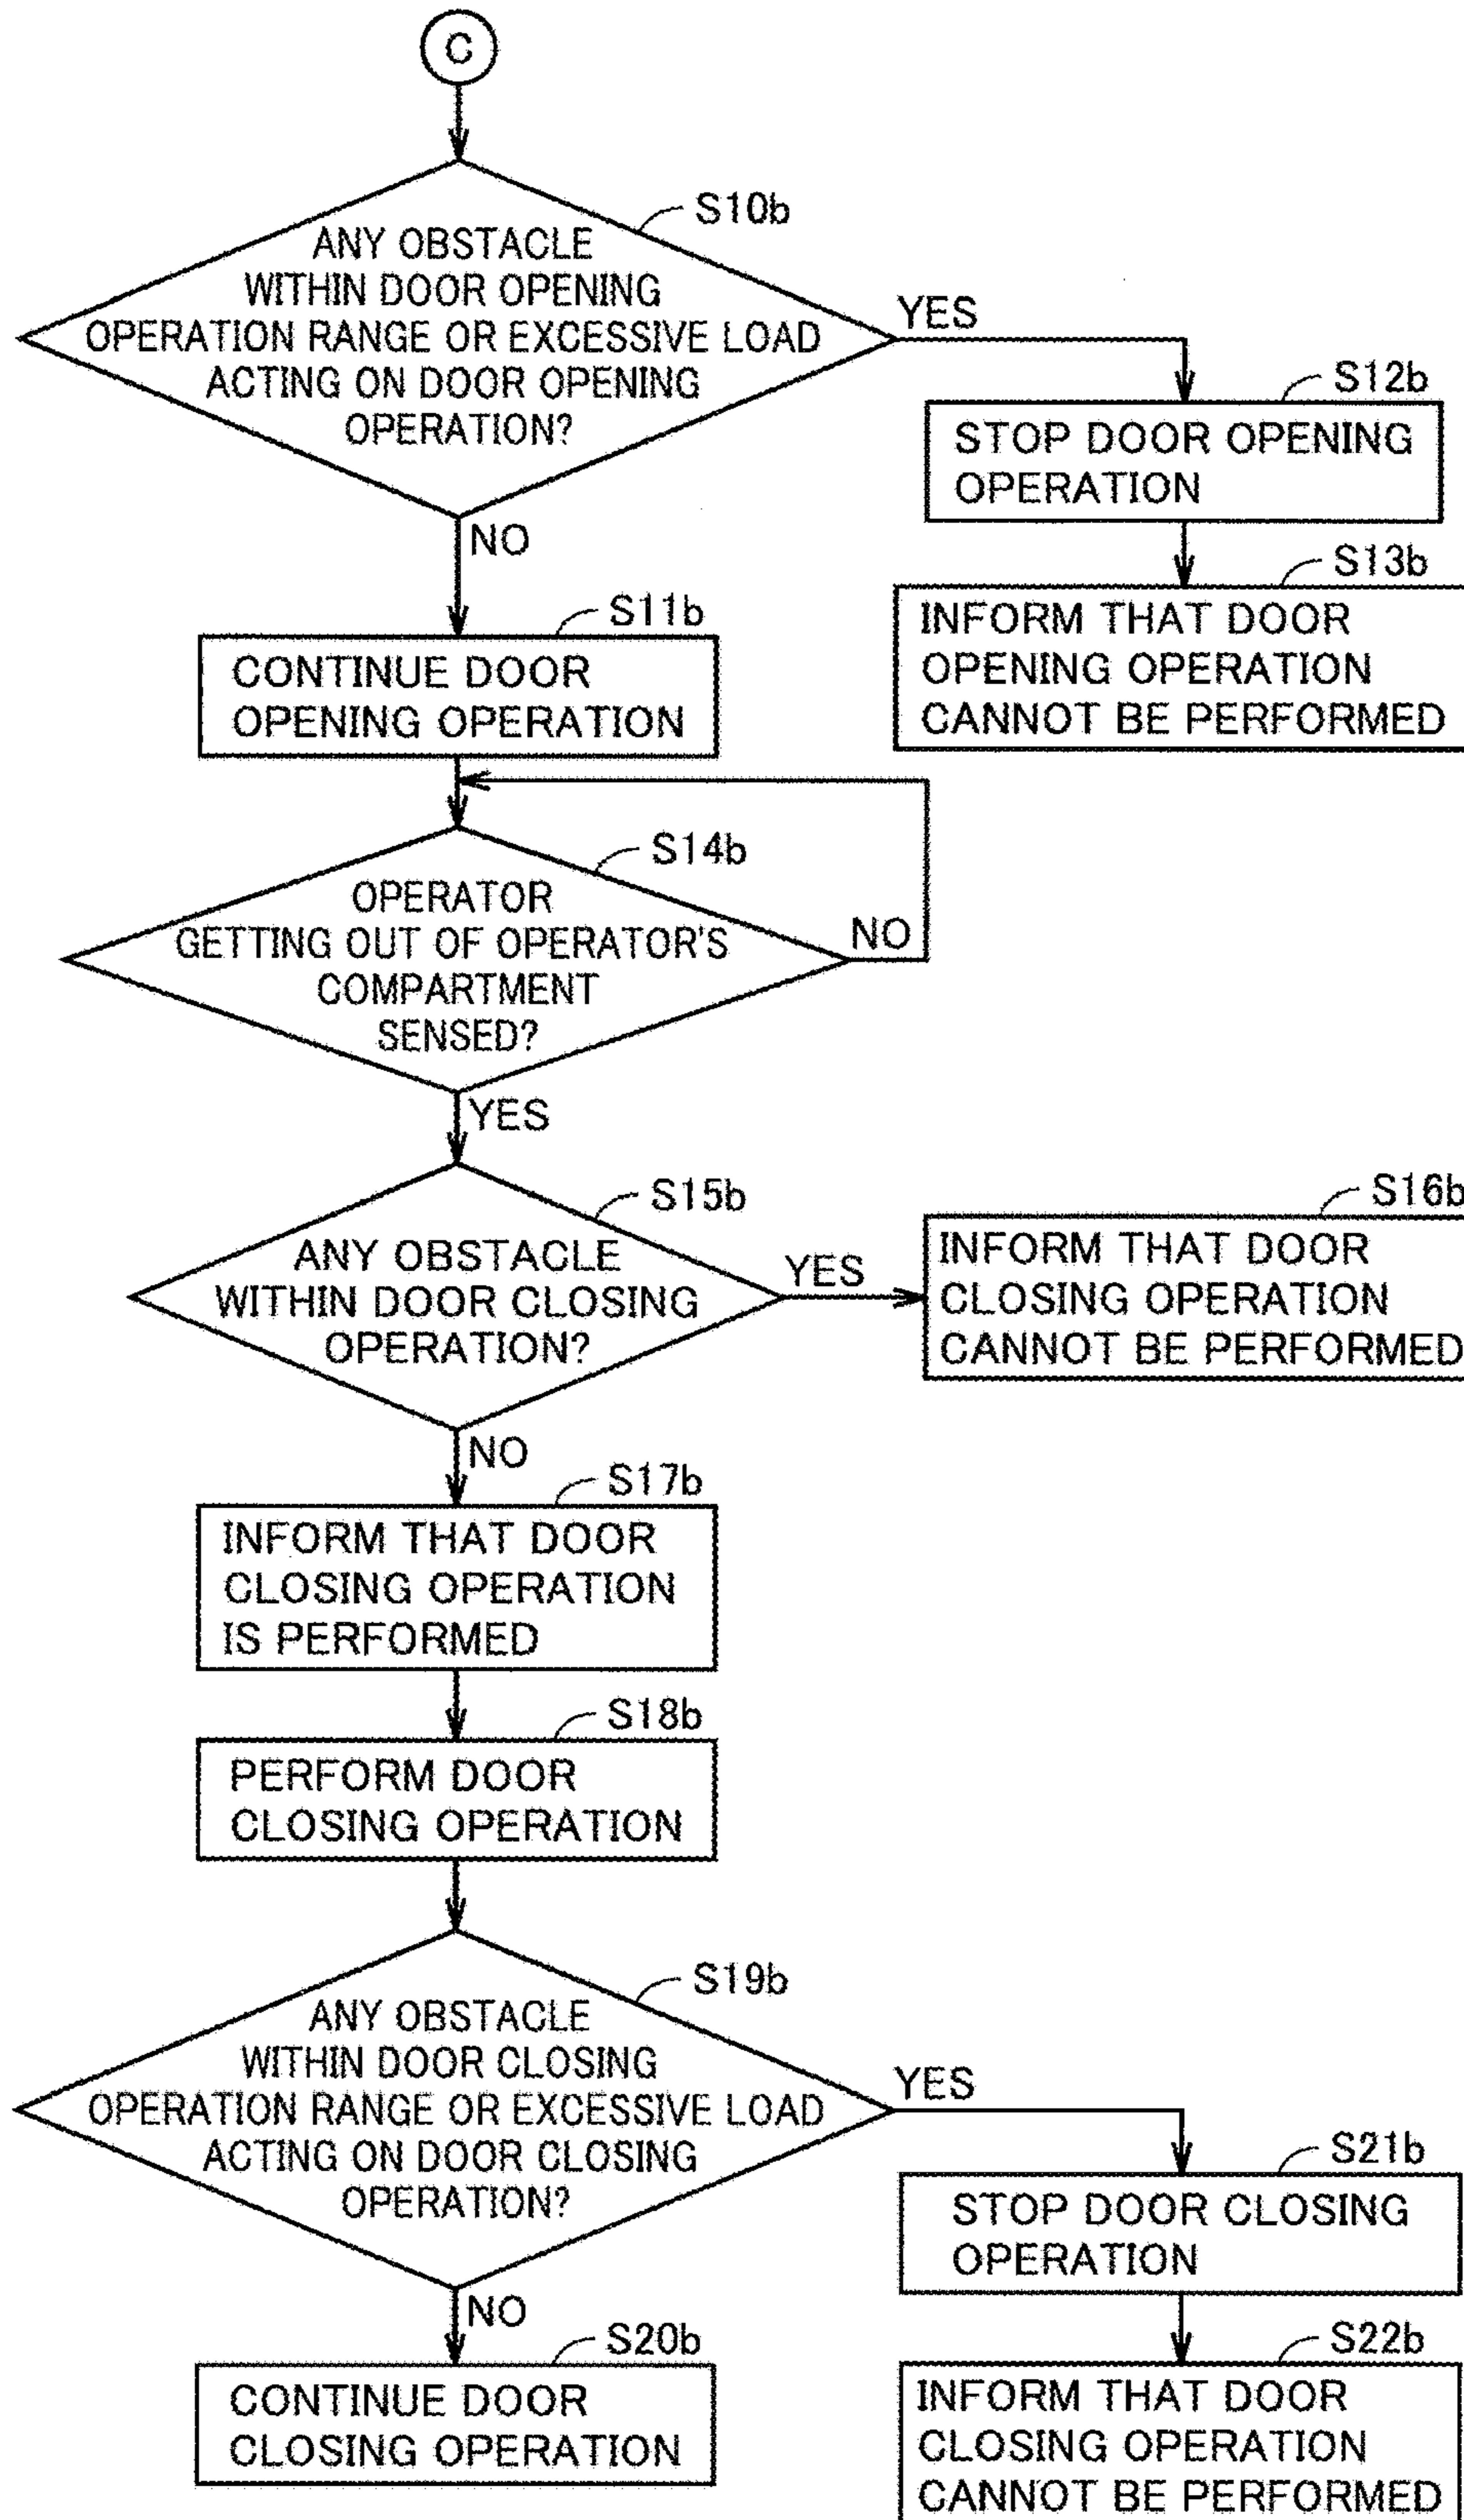 C
S10b
ANY OBSTACLE
WITHIN DOOR OPENING
OPERATION RANGE OR EXCESSIVE LOAD
ACTING ON DOOR OPENING
OPERATION?
YES
S12b
STOP DOOR OPENING
OPERATION
NO
S13b
INFORM THAT DOOR
OPENING OPERATION
CANNOT BE PERFORMED
S11b
CONTINUE DOOR
OPENING OPERATION
S14b
OPERATOR
GETTING OUT OF OPERATOR'S
COMPARTMENT
SENSED?
NO
YES
S15b
ANY OBSTACLE
WITHIN DOOR CLOSING
OPERATION?
YES
S16b
INFORM THAT DOOR
CLOSING OPERATION
CANNOT BE PERFORMED
NO
S17b
INFORM THAT DOOR
CLOSING OPERATION
IS PERFORMED
S18b
PERFORM DOOR
CLOSING OPERATION
S19b
ANY OBSTACLE
WITHIN DOOR CLOSING
OPERATION RANGE OR EXCESSIVE LOAD
ACTING ON DOOR CLOSING
OPERATION?
YES
S21b
STOP DOOR CLOSING
OPERATION
NO
S20b
CONTINUE DOOR
CLOSING OPERATION
S22b
INFORM THAT DOOR
CLOSING OPERATION
CANNOT BE PERFORMED